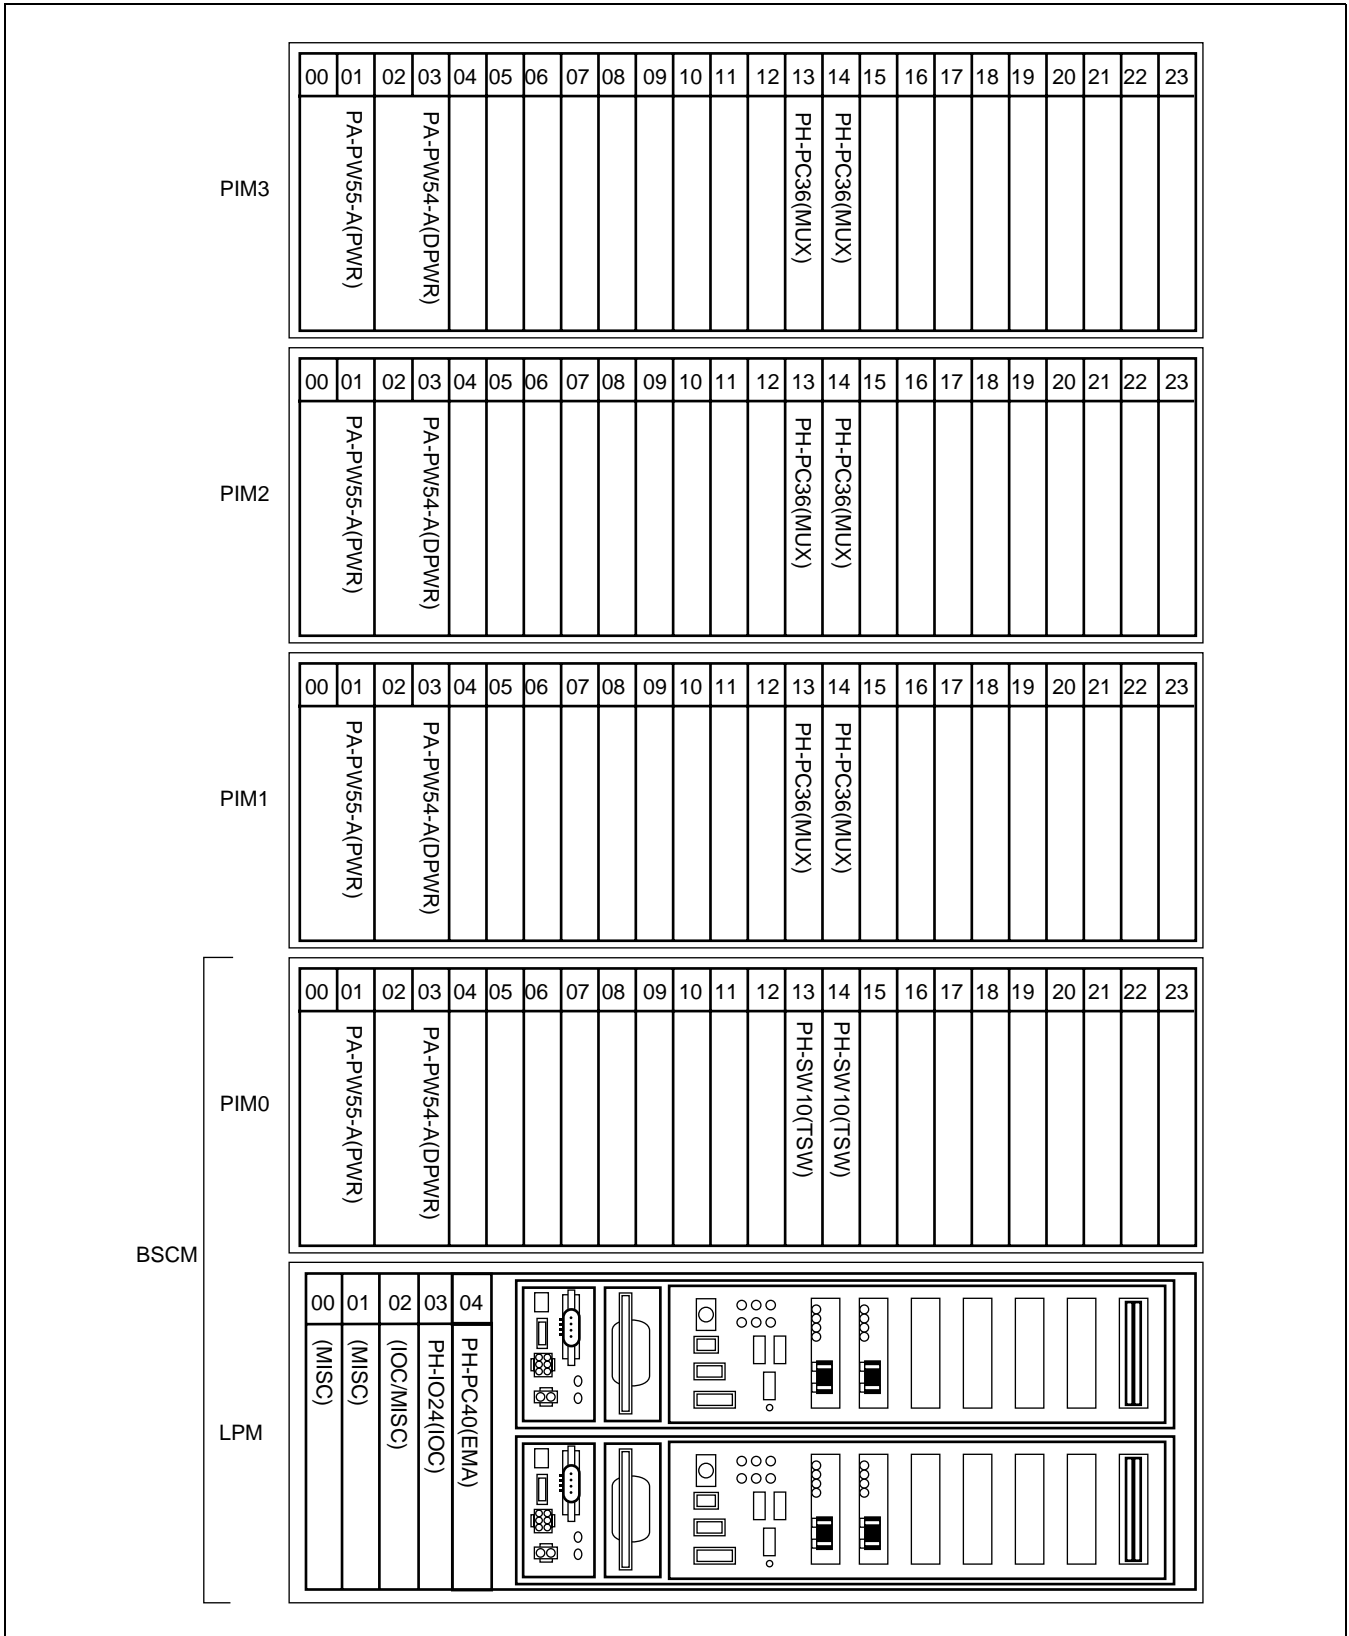 00 01 02 03 04 05 06 07 08 09 10 11 12 13 14 15 16 17 18 19 20 21 22 23
PA-PW55-A(PWR)
PA-PW54-A(DPWR)
PH-PC36(MUX)
PH-PC36(MUX)
PIM3
00 01 02 03 04 05 06 07 08 09 10 11 12 13 14 15 16 17 18 19 20 21 22 23
PA-PW55-A(PWR)
PA-PW54-A(DPWR)
PH-PC36(MUX)
PH-PC36(MUX)
PIM2
00 01 02 03 04 05 06 07 08 09 10 11 12 13 14 15 16 17 18 19 20 21 22 23
PA-PW55-A(PWR)
PA-PW54-A(DPWR)
PH-PC36(MUX)
PH-PC36(MUX)
PIM1
00 01 02 03 04 05 06 07 08 09 10 11 12 13 14 15 16 17 18 19 20 21 22 23
PA-PW55-A(PWR)
PA-PW54-A(DPWR)
PH-SW10(TSW)
PH-SW10(TSW)
PIM0
BSCM
00 01 02 03 04
(MISC)
(MISC)
(IOC/MISC)
PH-IO24(IOC)
PH-PC40(EMA)
LPM